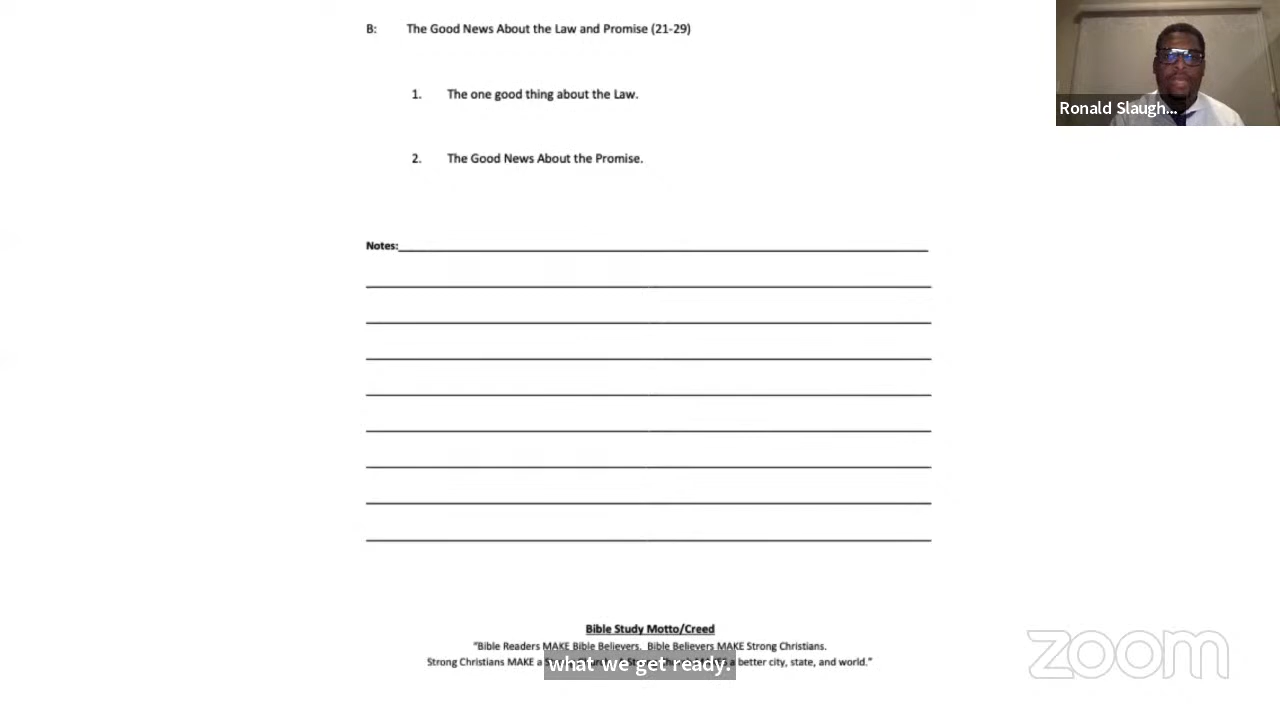 B: The Good News About the Law and Promise (21-29)
Ronald Slaugh...
1. The one good thing about the Law.
2. The Good News About the Promise.
Notes:
Bible Study Motto/Creed
"Bible Readers MAKE Bible Believers. Bible Believers MAKE Strong Christians.
Strong Christians MAKE a better city, state, and world."
what we get ready.
zoom